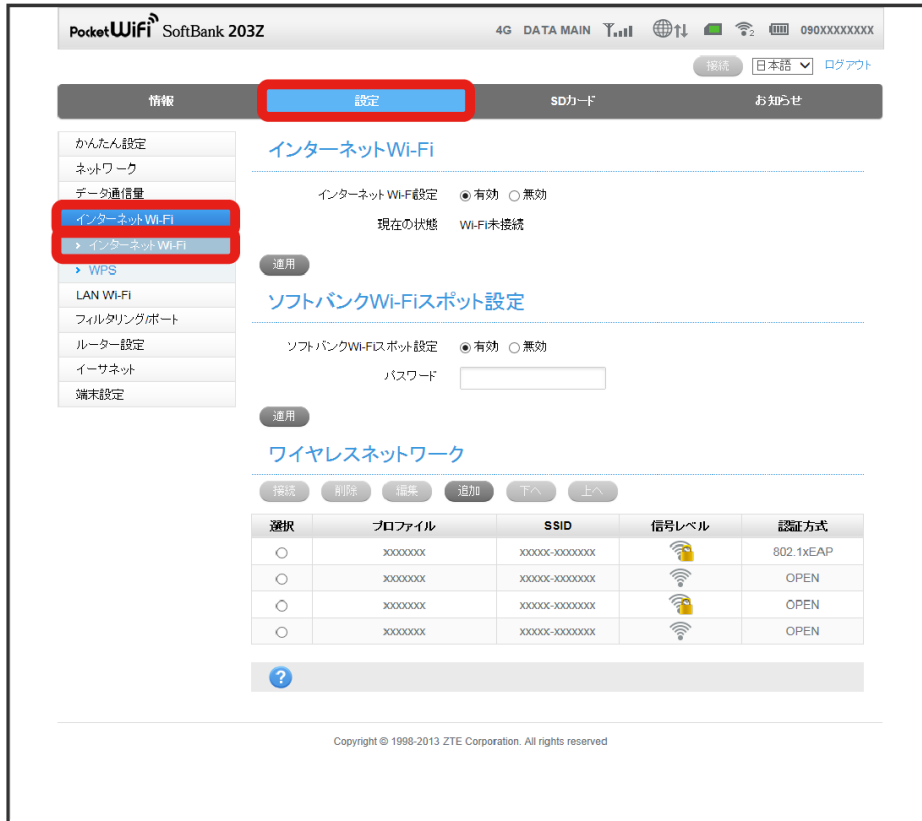 PocketWiFi SoftBank 203Z
4G DATA MAIN 2 090XXXXXXXX
接続 日本語 ログアウト
情報 設定 SDカード お知らせ
かんたん設定
ネットワーク
データ通信量
インターネットWi-Fi
インターネットWi-Fi
WPS
LAN Wi-Fi
フィルタリング/ポート
ルーター設定
イーサネット
端末設定
インターネットWi-Fi
インターネットWi-Fi設定 有効 無効
現在の状態 Wi-Fi未接続
適用
ソフトバンクWi-Fiスポット設定
ソフトバンクWi-Fiスポット設定 有効 無効
パスワード
適用
ワイヤレスネットワーク
接続 削除 編集 追加 下へ 上へ
選択 プロファイル SSID 信号レベル 認証方式
xxxxxxx xxxxx-xxxxxxx 802.1xEAP
xxxxxxx xxxxx-xxxxxxx OPEN
xxxxxxx xxxxx-xxxxxxx OPEN
xxxxxxx xxxxx-xxxxxxx OPEN
?
Copyright © 1998-2013 ZTE Corporation. All rights reserved